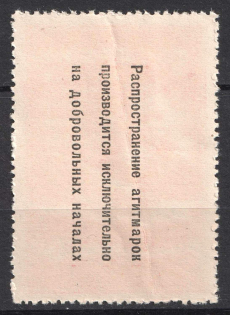 Распространение агитмарок
производится исключительно
на добровольных началах